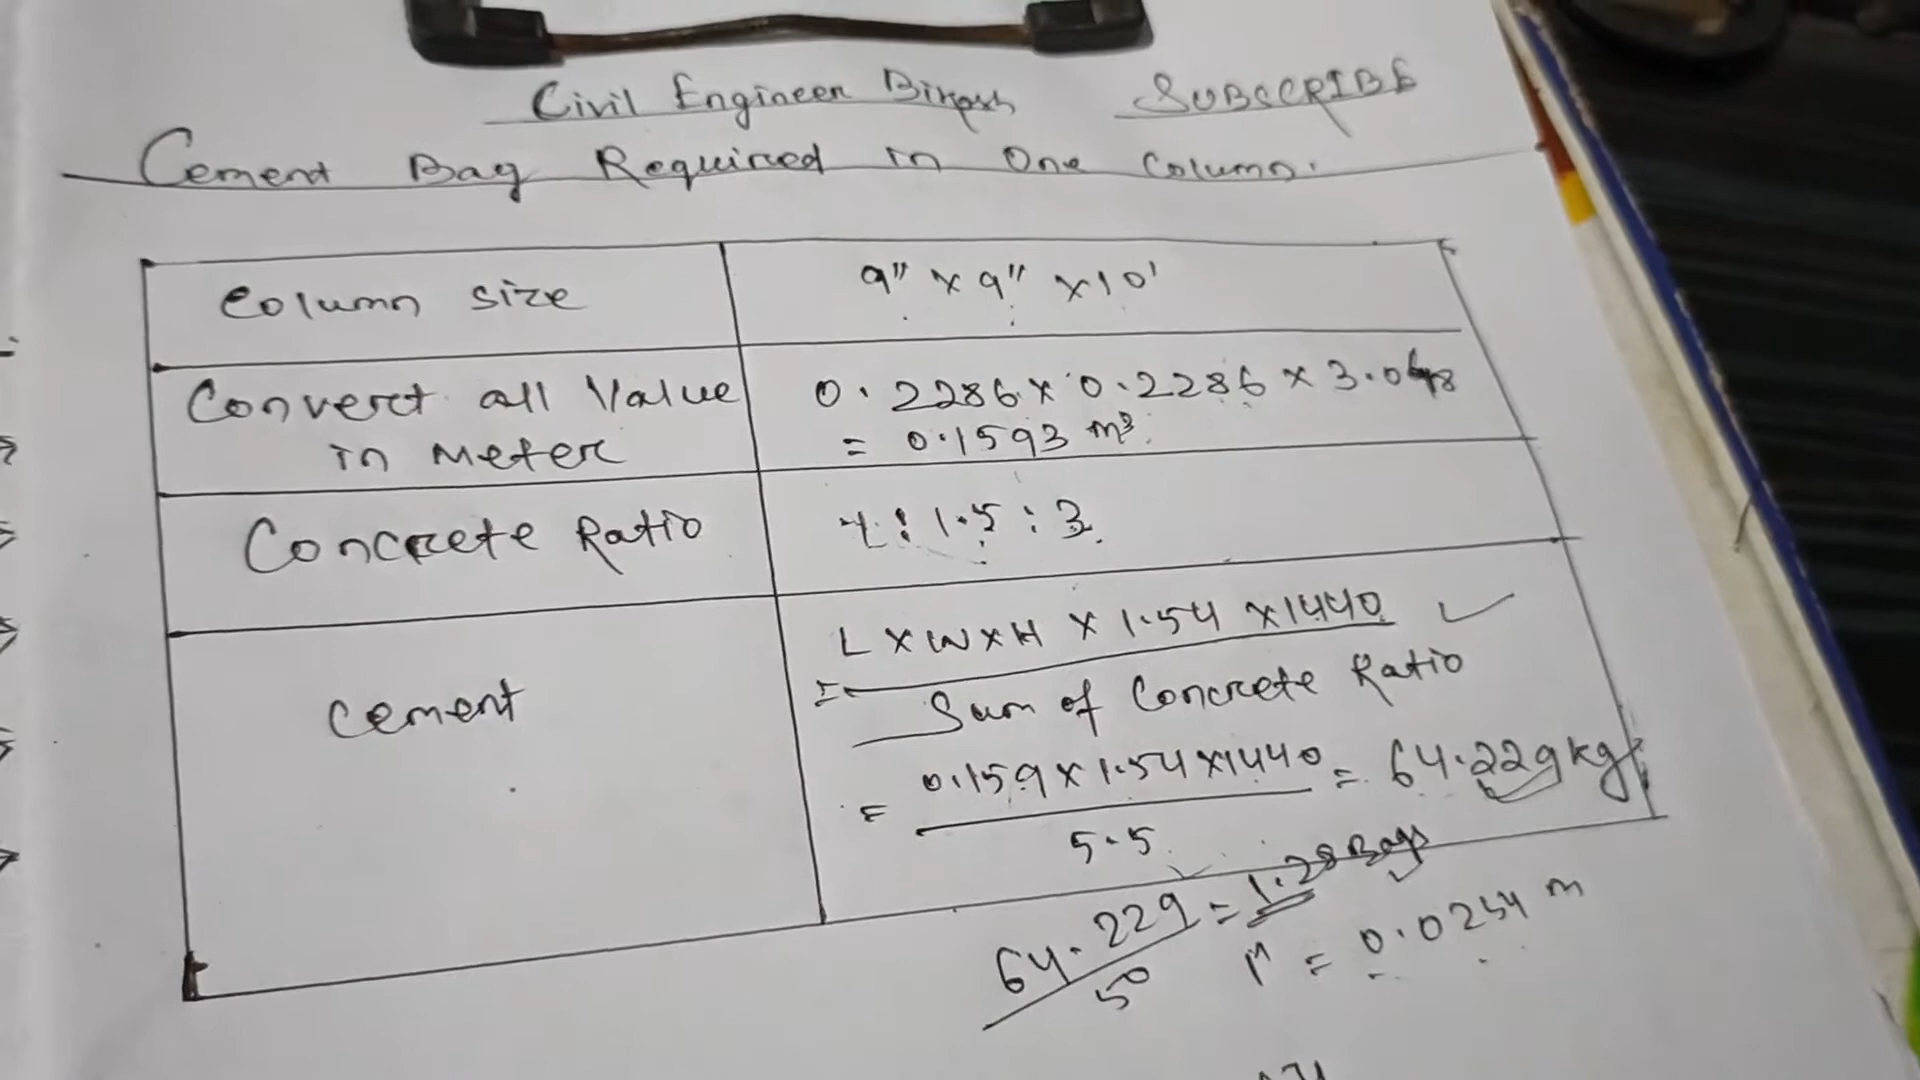 Civil Engineer Bikash SUBSCRIBE
Cement Bag Required in One Column.
Column size 9" x 9" x 10'
Convert all Value in Meter 0.2286 x 0.2286 x 3.048
= 0.1593 m³.
Concrete Ratio 1 : 1.5 : 3
Cement = L x W x H x 1.54 x 1440
Sum of Concrete Ratio
= 0.159 x 1.54 x 1440 = 64.229 kg
5.5
64.229 = 1.28 Bags
50
1" = 0.0254 m